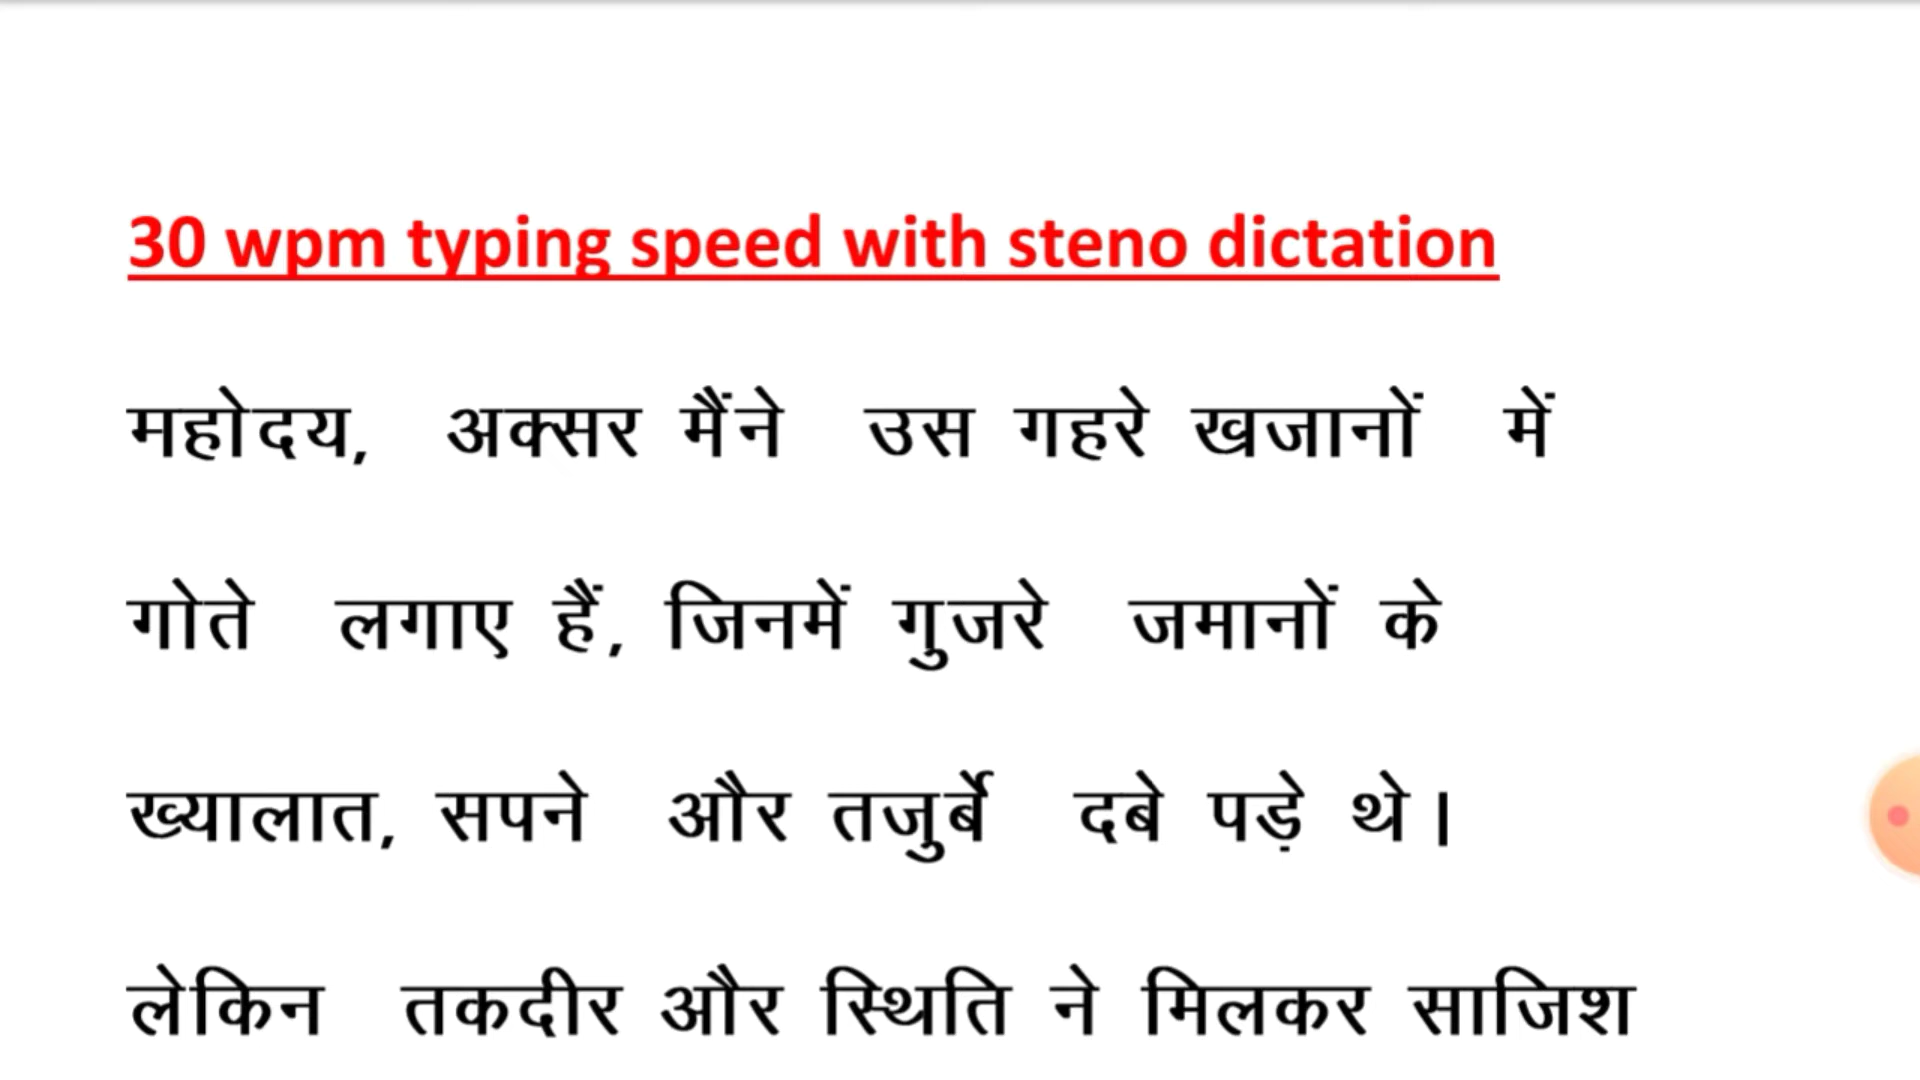 30 wpm typing speed with steno dictation
महोदय, अक्सर मैंने उस गहरे खजानों में
गोते लगाए हैं, जिनमें गुजरे जमानों के
ख्यालात, सपने और तजुर्बे दबे पड़े थे।
लेकिन तकदीर और स्थिति ने मिलकर साजिश